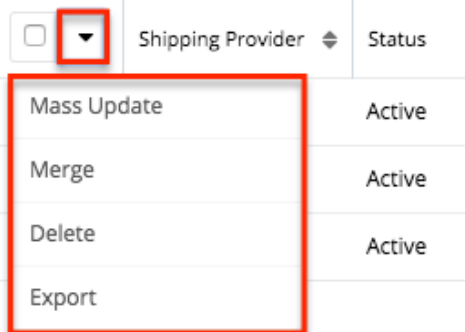 Shipping Provider Status
Mass Update Active
Merge Active
Delete Active
Export